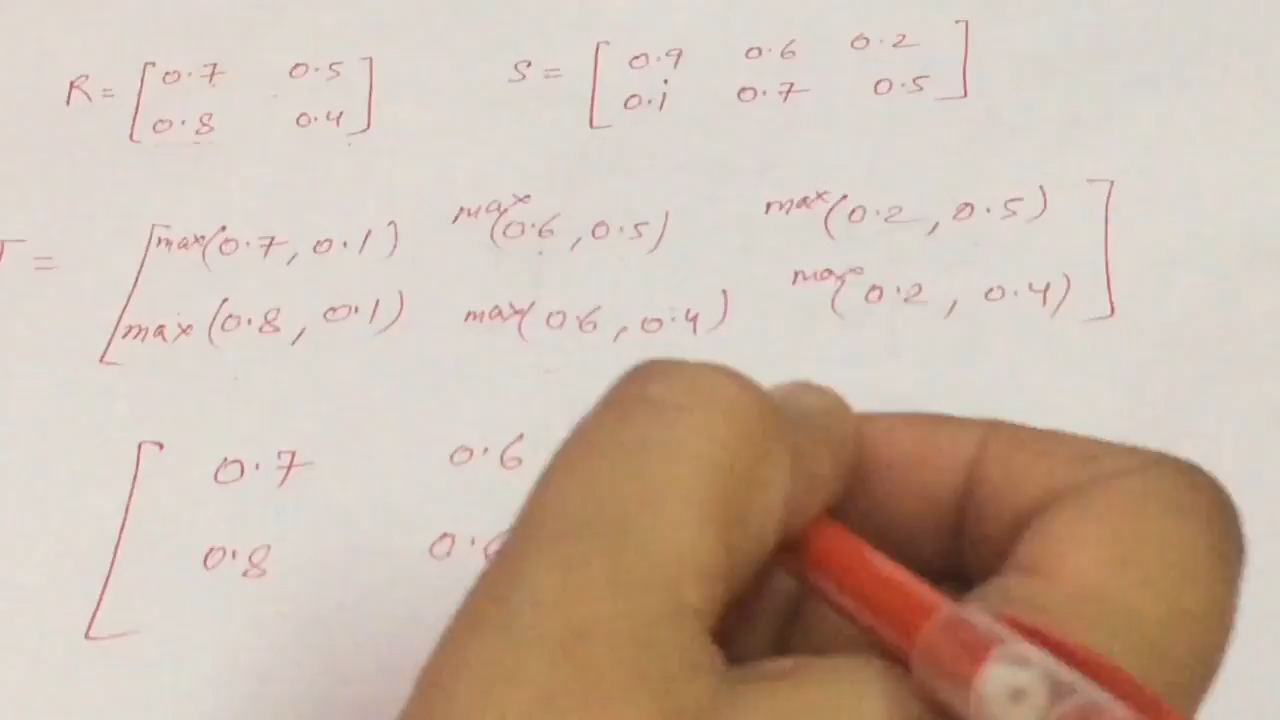 R = [ 0.7 0.5 S = [ 0.9 0.6 0.2 ]
0.8 0.4 ] 0.1 0.7 0.5 ]
T = [ max(0.7, 0.1) max(0.6, 0.5) max(0.2, 0.5)
max(0.8, 0.1) max(0.6, 0.4) max(0.2, 0.4) ]
[ 0.7 0.6
0.8